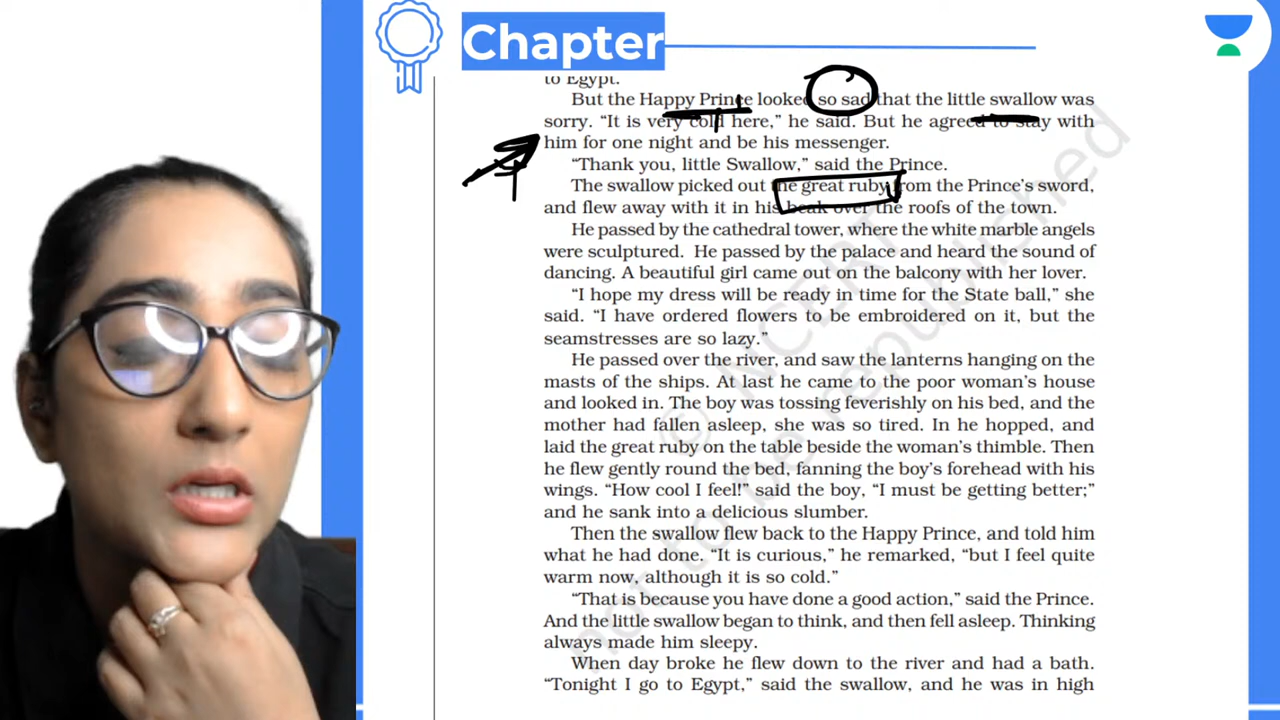 Chapter
to Egypt.
But the Happy Prince looked so sad that the little swallow was
sorry. “It is very cold here,” he said. But he agreed to stay with
him for one night and be his messenger.
“Thank you, little Swallow,” said the Prince.
The swallow picked out the great ruby from the Prince’s sword,
and flew away with it in his beak over the roofs of the town.
He passed by the cathedral tower, where the white marble angels
were sculptured. He passed by the palace and heard the sound of
dancing. A beautiful girl came out on the balcony with her lover.
“I hope my dress will be ready in time for the State ball,” she
said. “I have ordered flowers to be embroidered on it, but the
seamstresses are so lazy.”
He passed over the river, and saw the lanterns hanging on the
masts of the ships. At last he came to the poor woman’s house
and looked in. The boy was tossing feverishly on his bed, and the
mother had fallen asleep, she was so tired. In he hopped, and
laid the great ruby on the table beside the woman’s thimble. Then
he flew gently round the bed, fanning the boy’s forehead with his
wings. “How cool I feel!” said the boy, “I must be getting better;”
and he sank into a delicious slumber.
Then the swallow flew back to the Happy Prince, and told him
what he had done. “It is curious,” he remarked, “but I feel quite
warm now, although it is so cold.”
“That is because you have done a good action,” said the Prince.
And the little swallow began to think, and then fell asleep. Thinking
always made him sleepy.
When day broke he flew down to the river and had a bath.
“Tonight I go to Egypt,” said the swallow, and he was in high
© NCERT
not to be republished